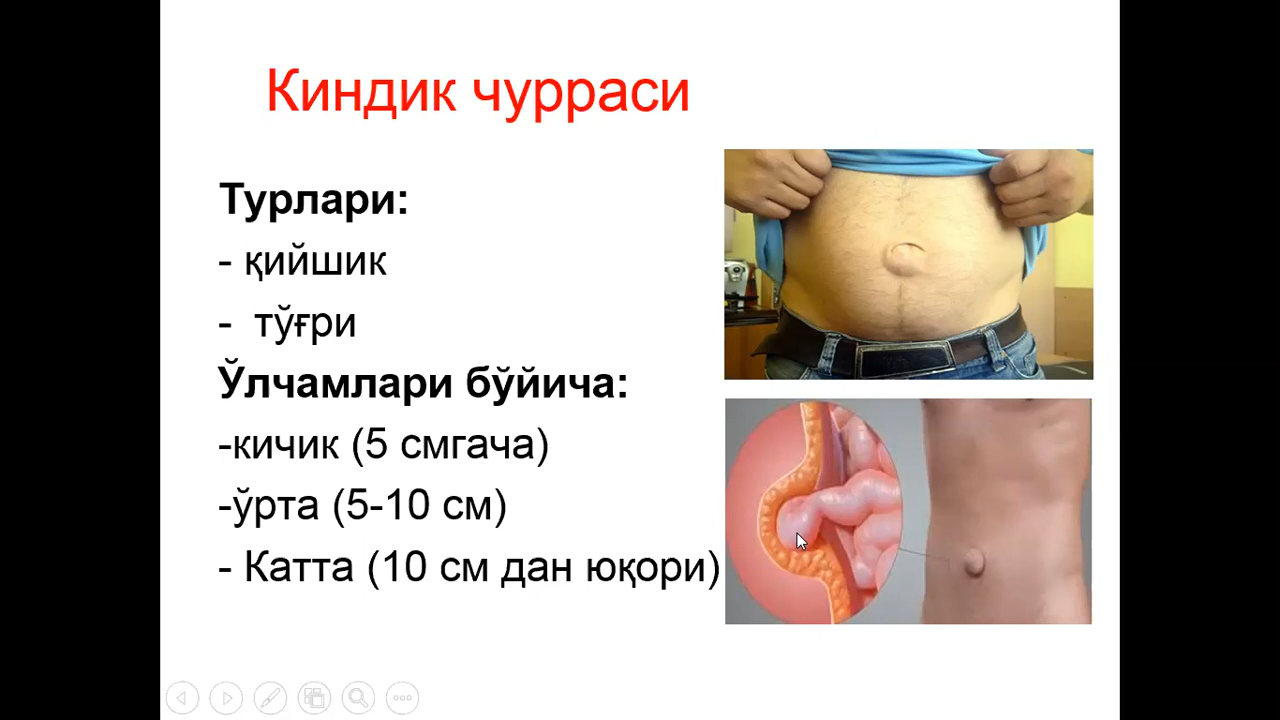 Киндик чурраси
Турлари:
- қийшик
- тўғри
Ўлчамлари бўйича:
-кичик (5 смгача)
-ўрта (5-10 см)
- Катта (10 см дан юқори)